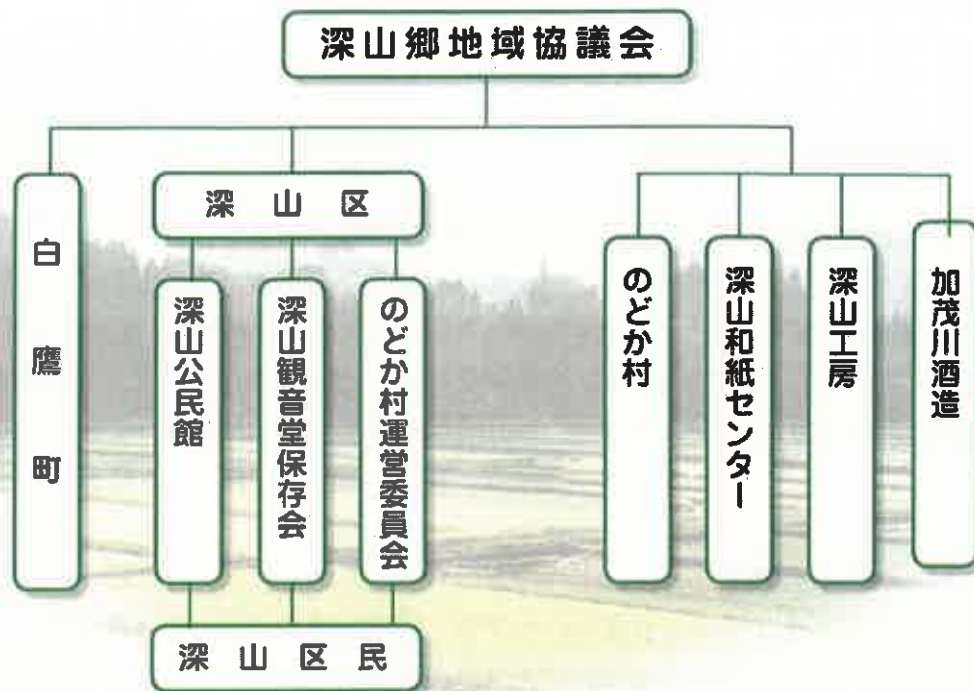 深山郷地域協議会
白鷹町
深山区
深山公民館
深山観音堂保存会
のどか村運営委員会
深山区民
のどか村
深山和紙センター
深山工房
加茂川酒造